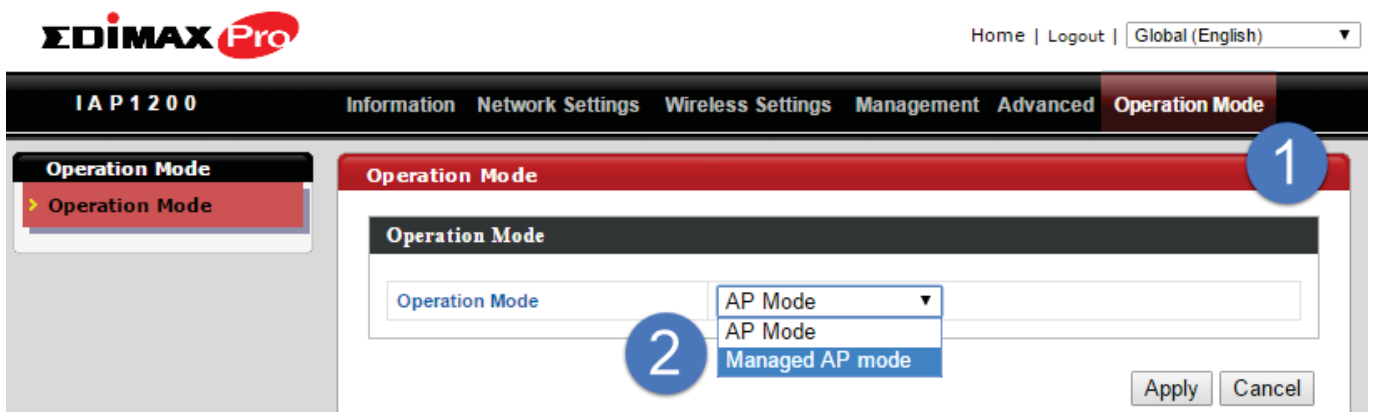 EDIMAX Pro
Home | Logout | Global (English)
IAP1200 Information Network Settings Wireless Settings Management Advanced Operation Mode
1
Operation Mode
Operation Mode
Operation Mode
Operation Mode
Operation Mode AP Mode
AP Mode
2
Managed AP mode
Apply Cancel